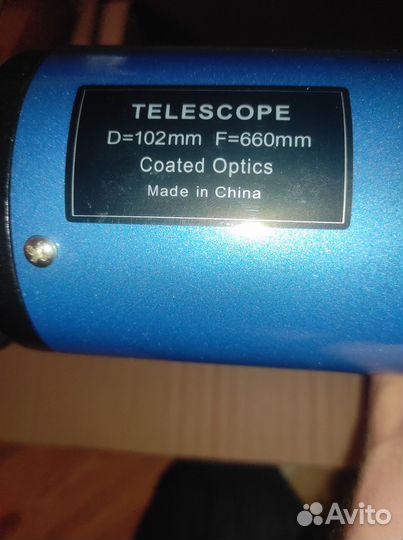 TELESCOPE
D=102mm F=660mm
Coated Optics
Made in China
Avito